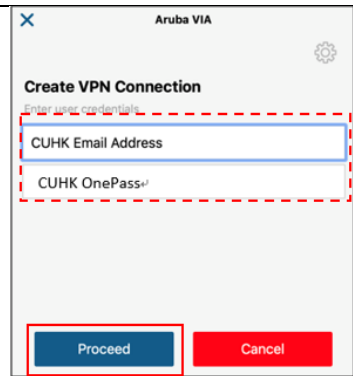 Aruba VIA
Create VPN Connection
Enter user credentials
CUHK Email Address
CUHK OnePass↵
Proceed
Cancel